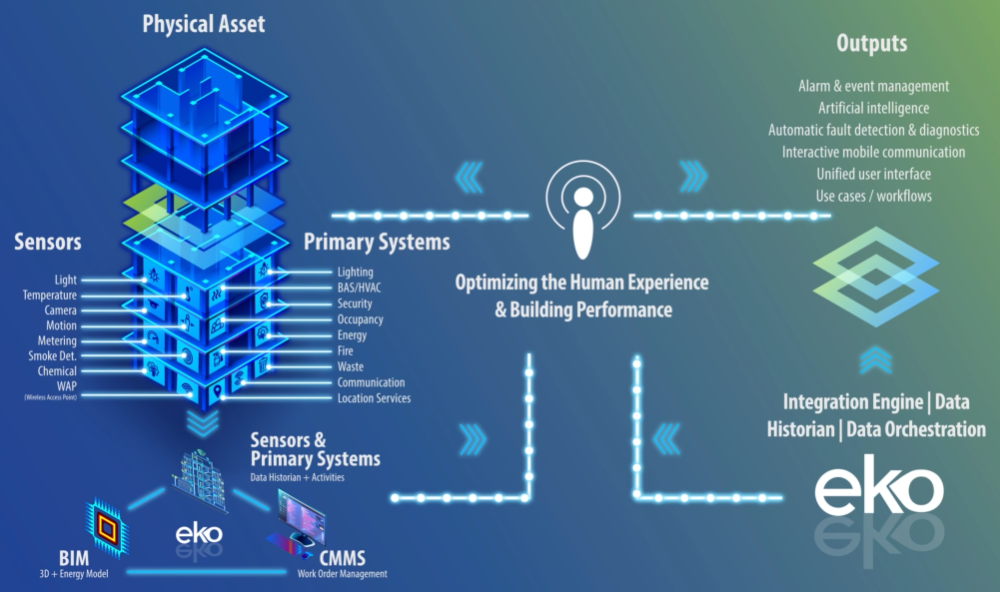 Physical Asset
Sensors
Light
Temperature
Camera
Motion
Metering
Smoke Det.
Chemical
WAP
(Wireless Access Point)
Primary Systems
Lighting
BAS/HVAC
Security
Occupancy
Energy
Fire
Waste
Communication
Location Services
Sensors &
Primary Systems
Data Historian + Activities
eko
BIM
3D + Energy Model
CMMS
Work Order Management
Optimizing the Human Experience
& Building Performance
Outputs
Alarm & event management
Artificial intelligence
Automatic fault detection & diagnostics
Interactive mobile communication
Unified user interface
Use cases / workflows
Integration Engine | Data
Historian | Data Orchestration
eko